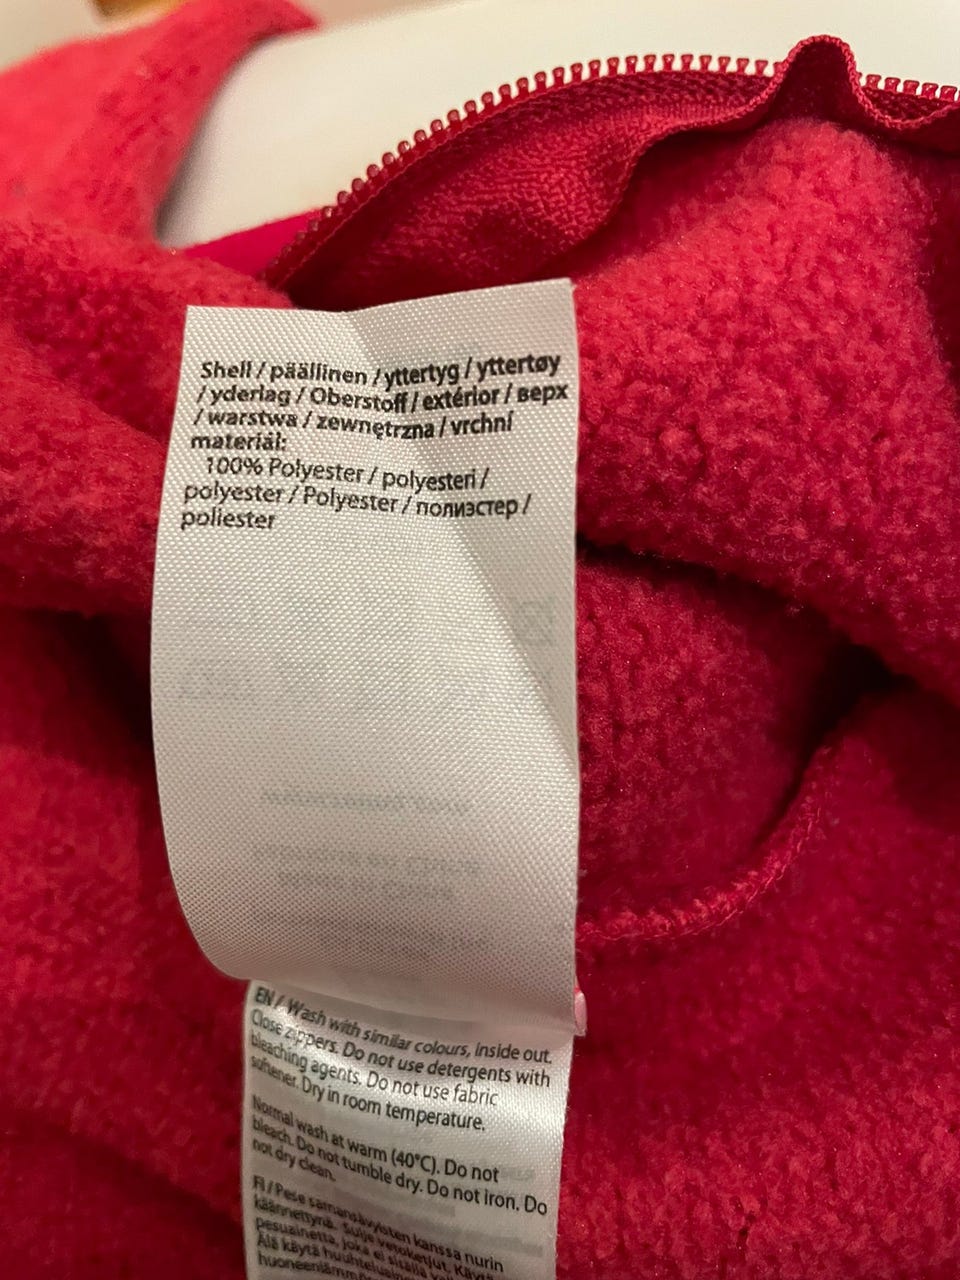 Shell / päällinen / yttertyg / yttertøy
/ yderlag / Oberstoff / extérior / верх
/ warstwa / zewnętrzna / vrchní
materiál:
100% Polyester / polyesteri /
polyester / Polyester / полиэстер /
poliester
EN / Wash with similar colours, inside out.
Close zippers. Do not use detergents with
bleaching agents. Do not use fabric
softener. Dry in room temperature.
Normal wash at warm (40°C). Do not
bleach. Do not tumble dry. Do not iron. Do
not dry clean.
FI / Pese samansävyisten kanssa nurin
käännettynä. Sulje vetoketjut. Käytä
pesuainetta, joka ei sisällä
Älä käytä